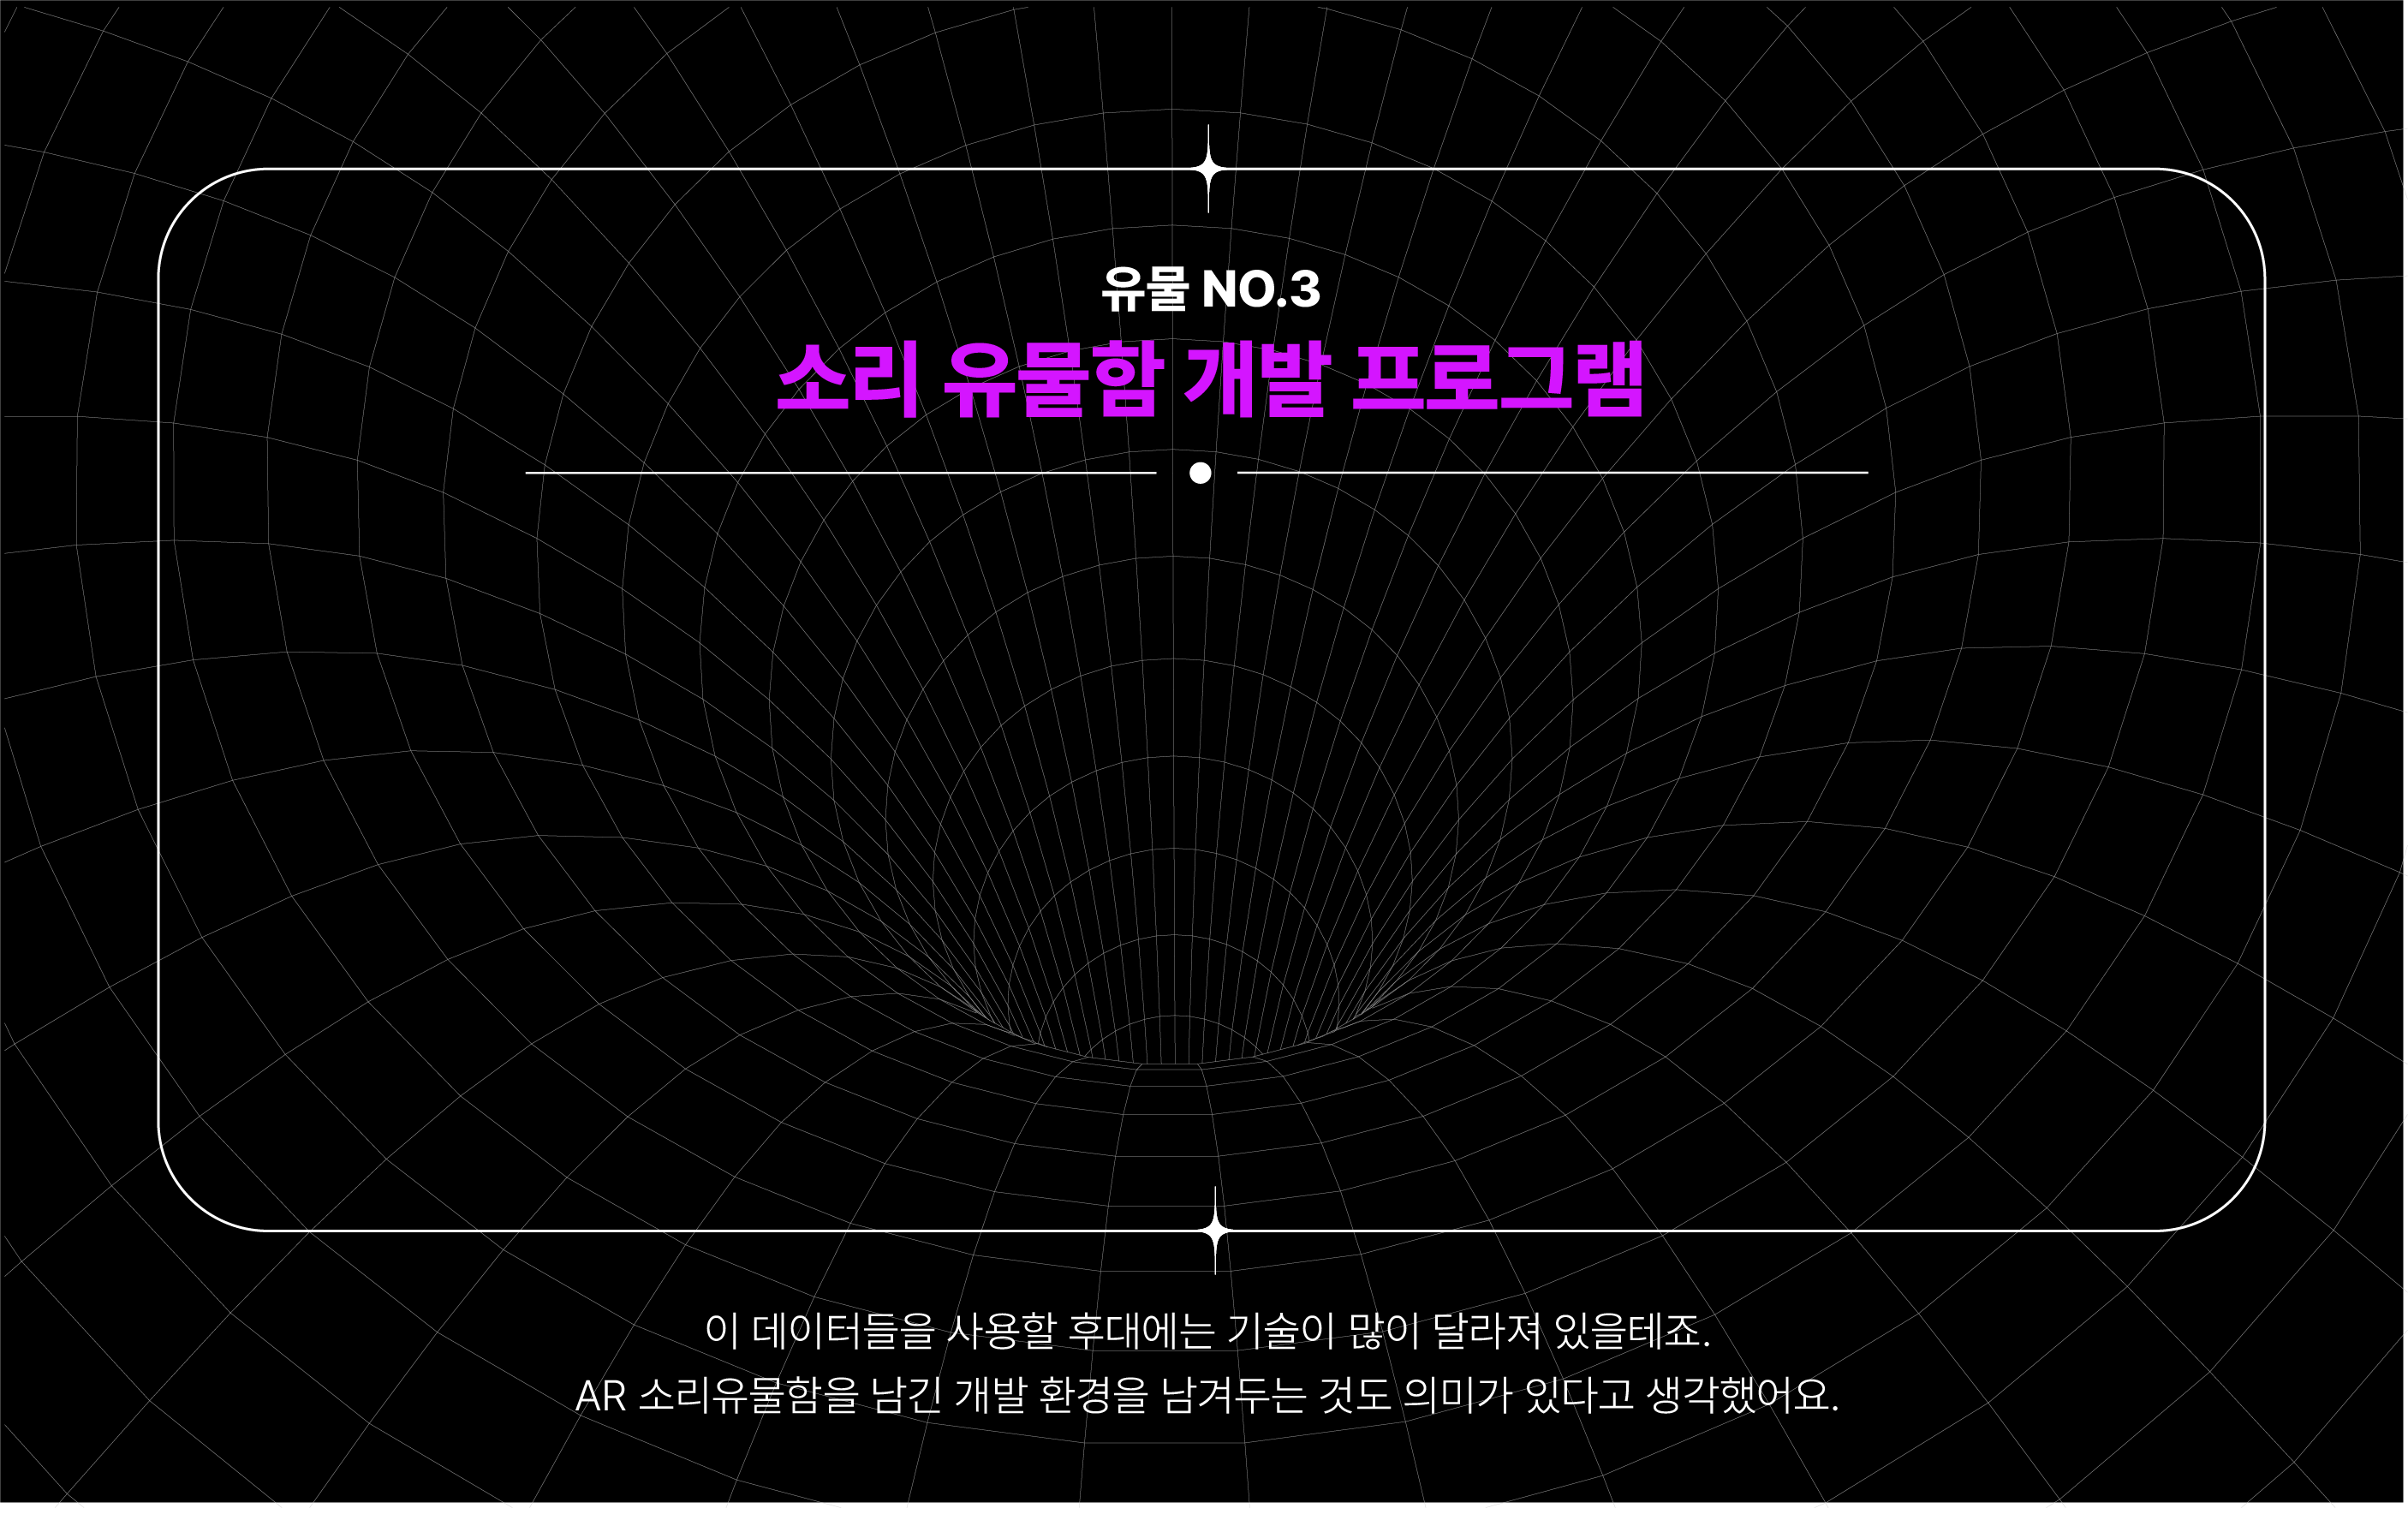 유물 NO.3
소리 유물함 개발 프로그램
이 데이터들을 사용할 후대에는 기술이 많이 달라져 있을테죠.
AR 소리유물함을 남긴 개발 환경을 남겨두는 것도 의미가 있다고 생각했어요.